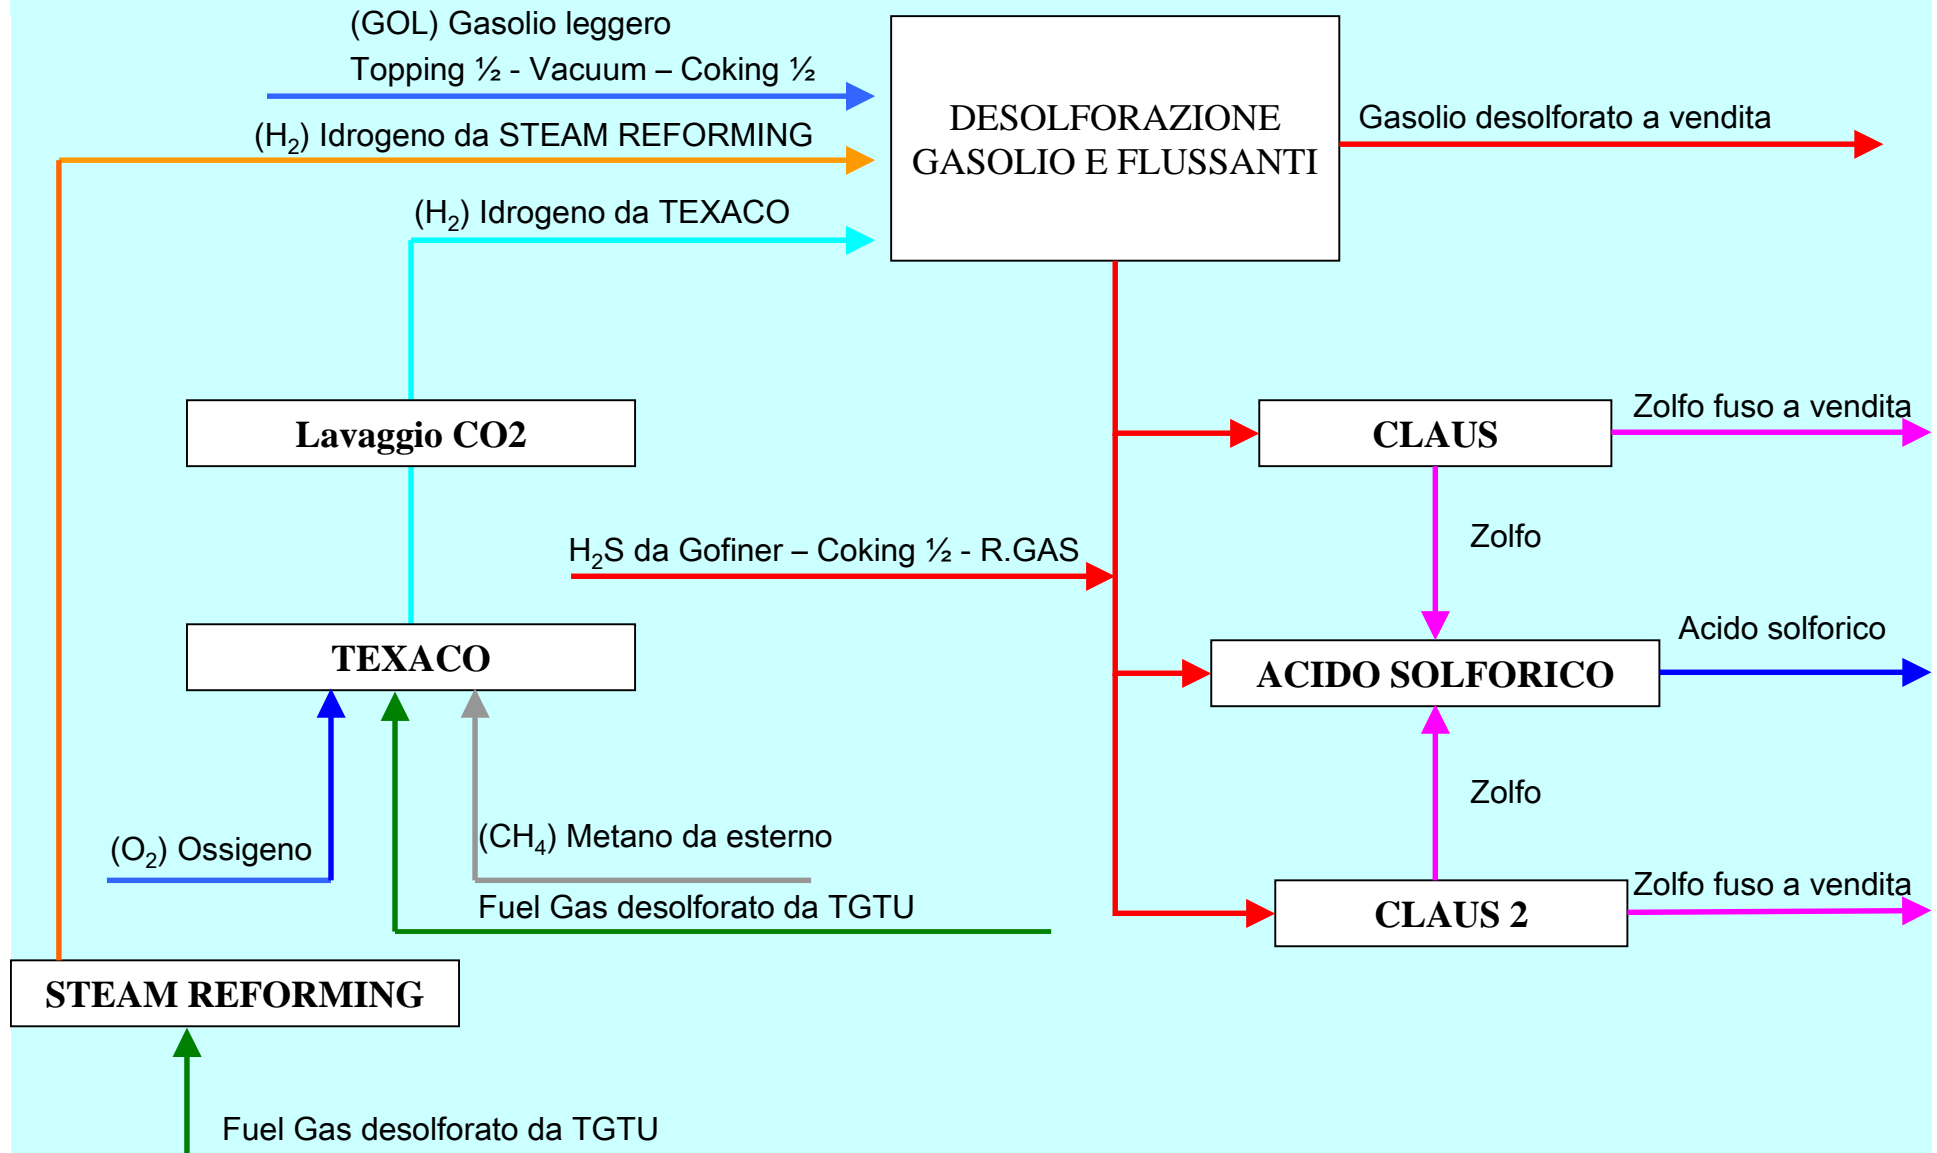 (GOL) Gasolio leggero
Topping ½ - Vacuum – Coking ½
(H₂) Idrogeno da STEAM REFORMING
(H₂) Idrogeno da TEXACO
DESOLFORAZIONE
GASOLIO E FLUSSANTI
Gasolio desolforato a vendita
Lavaggio CO2
CLAUS
Zolfo fuso a vendita
Zolfo
H₂S da Gofiner – Coking ½ - R.GAS
TEXACO
ACIDO SOLFORICO
Acido solforico
Zolfo
(O₂) Ossigeno
(CH₄) Metano da esterno
Fuel Gas desolforato da TGTU
CLAUS 2
Zolfo fuso a vendita
STEAM REFORMING
Fuel Gas desolforato da TGTU